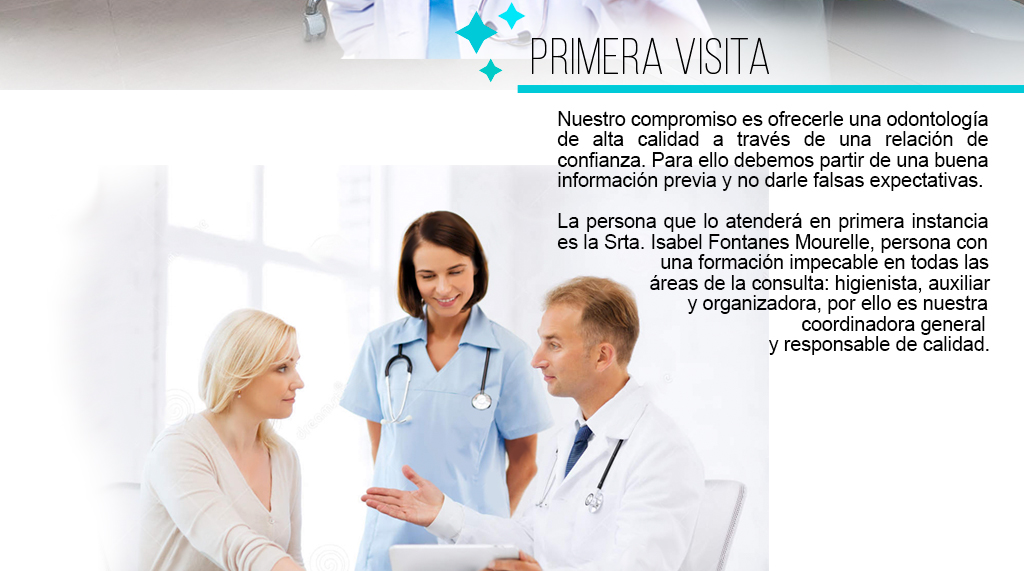 PRIMERA VISITA
Nuestro compromiso es ofrecerle una odontología
de alta calidad a través de una relación de
confianza. Para ello debemos partir de una buena
información previa y no darle falsas expectativas.
La persona que lo atenderá en primera instancia
es la Srta. Isabel Fontanes Mourelle, persona con
una formación impecable en todas las
áreas de la consulta: higienista, auxiliar
y organizadora, por ello es nuestra
coordinadora general
y responsable de calidad.